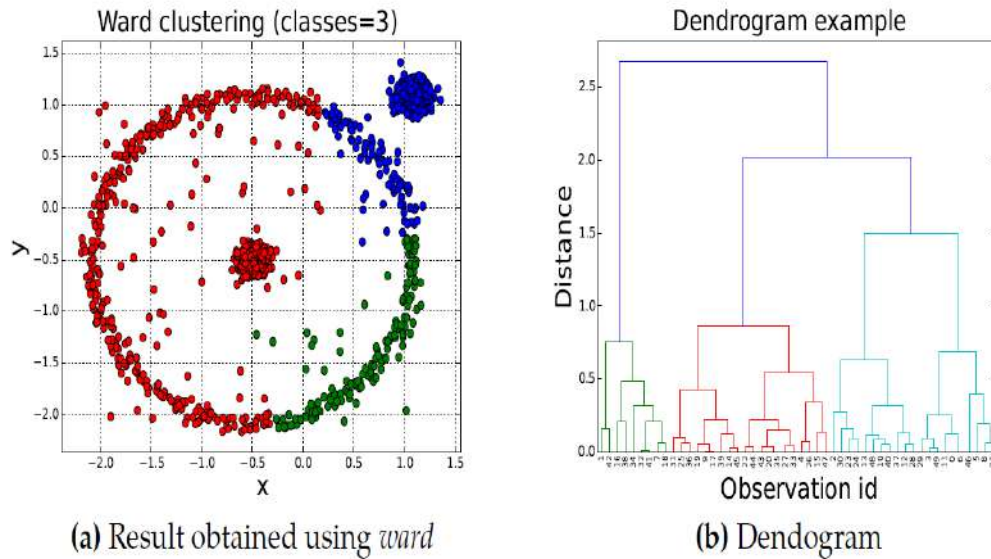 Ward clustering (classes=3)
1.5
1.0
0.5
0.0
−0.5
−1.0
−1.5
−2.0
y
−2.0 −1.5 −1.0 −0.5 0.0 0.5 1.0 1.5
x
(a) Result obtained using ward
Dendrogram example
2.5
2.0
1.5
1.0
0.5
0.0
Distance
Observation id
(b) Dendogram